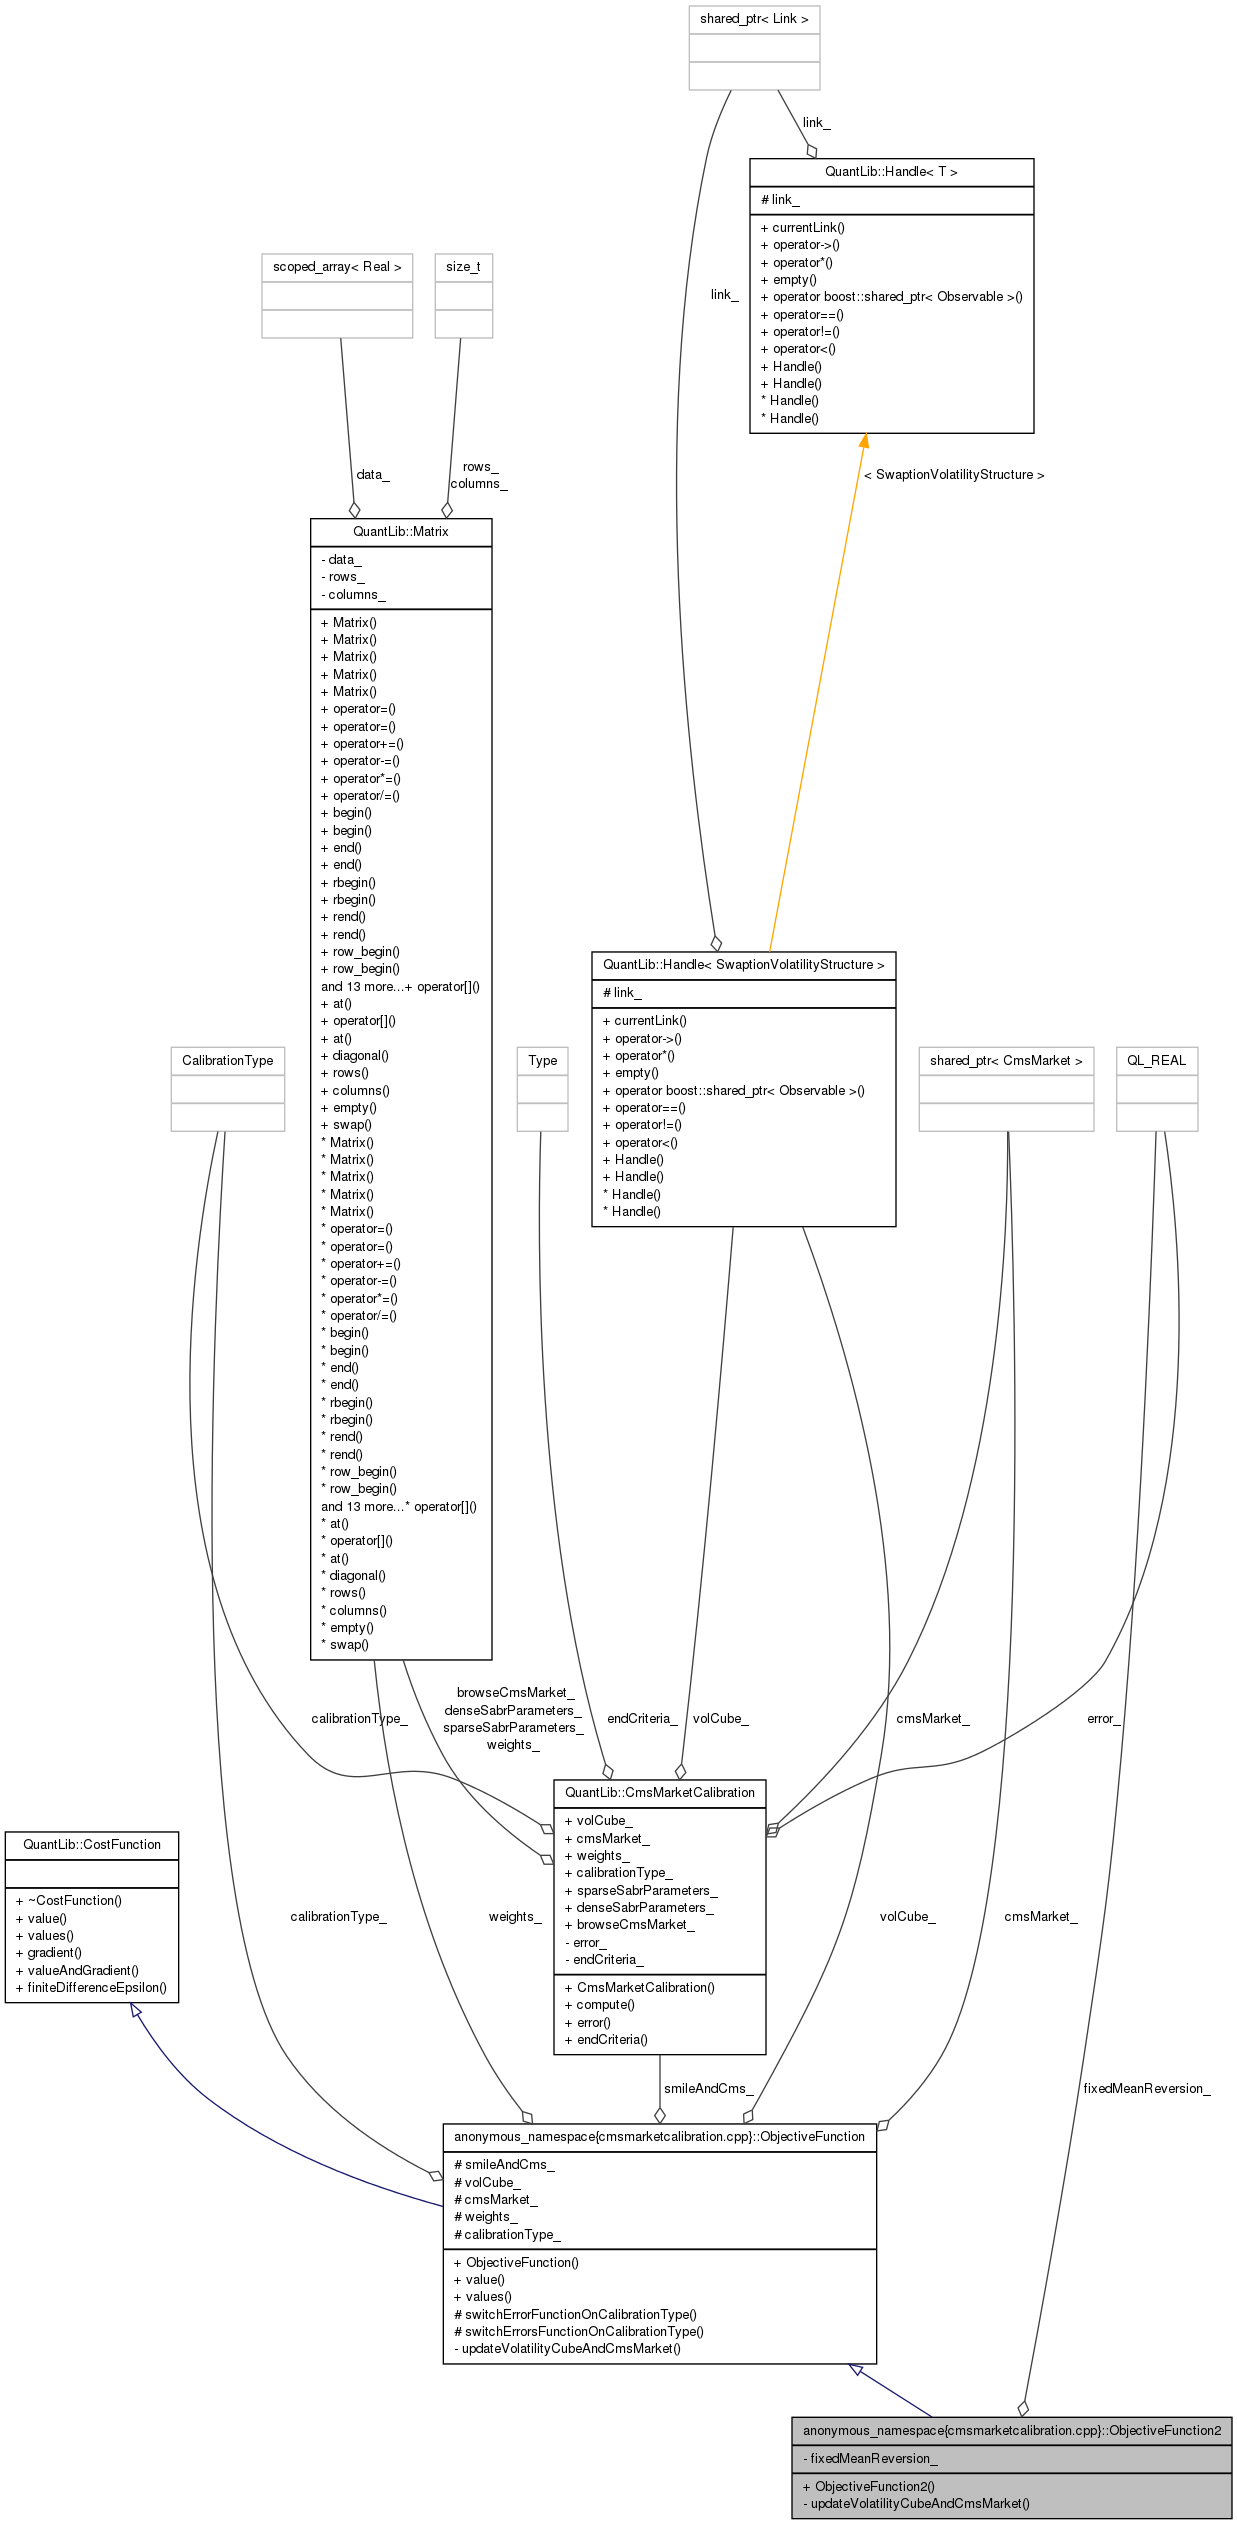 shared_ptr< Link >
link_
QuantLib::Handle< T >
# link_
+ currentLink()
+ operator->()
+ operator*()
+ empty()
+ operator boost::shared_ptr< Observable >()
+ operator==()
+ operator!=()
+ operator<()
+ Handle()
+ Handle()
* Handle()
* Handle()
link_
scoped_array< Real >
size_t
data_
rows_
columns_
< SwaptionVolatilityStructure >
QuantLib::Matrix
- data_
- rows_
- columns_
+ Matrix()
+ Matrix()
+ Matrix()
+ Matrix()
+ Matrix()
+ operator=()
+ operator=()
+ operator+=()
+ operator-=()
+ operator*=()
+ operator/=()
+ begin()
+ begin()
+ end()
+ end()
+ rbegin()
+ rbegin()
+ rend()
+ rend()
+ row_begin()
+ row_begin()
and 13 more...+ operator[]()
+ at()
+ operator[]()
+ at()
+ diagonal()
+ rows()
+ columns()
+ empty()
+ swap()
* Matrix()
* Matrix()
* Matrix()
* Matrix()
* Matrix()
* operator=()
* operator=()
* operator+=()
* operator-=()
* operator*=()
* operator/=()
* begin()
* begin()
* end()
* end()
* rbegin()
* rbegin()
* rend()
* rend()
* row_begin()
* row_begin()
and 13 more...* operator[]()
* at()
* operator[]()
* at()
* diagonal()
* rows()
* columns()
* empty()
* swap()
QuantLib::Handle< SwaptionVolatilityStructure >
# link_
+ currentLink()
+ operator->()
+ operator*()
+ empty()
+ operator boost::shared_ptr< Observable >()
+ operator==()
+ operator!=()
+ operator<()
+ Handle()
+ Handle()
* Handle()
* Handle()
CalibrationType
Type
shared_ptr< CmsMarket >
QL_REAL
calibrationType_
browseCmsMarket_
denseSabrParameters_
sparseSabrParameters_
weights_
endCriteria_
volCube_
cmsMarket_
error_
QuantLib::CmsMarketCalibration
+ volCube_
+ cmsMarket_
+ weights_
+ calibrationType_
+ sparseSabrParameters_
+ denseSabrParameters_
+ browseCmsMarket_
- error_
- endCriteria_
+ CmsMarketCalibration()
+ compute()
+ error()
+ endCriteria()
QuantLib::CostFunction
+ ~CostFunction()
+ value()
+ values()
+ gradient()
+ valueAndGradient()
+ finiteDifferenceEpsilon()
calibrationType_
weights_
volCube_
cmsMarket_
smileAndCms_
fixedMeanReversion_
anonymous_namespace{cmsmarketcalibration.cpp}::ObjectiveFunction
# smileAndCms_
# volCube_
# cmsMarket_
# weights_
# calibrationType_
+ ObjectiveFunction()
+ value()
+ values()
# switchErrorFunctionOnCalibrationType()
# switchErrorsFunctionOnCalibrationType()
- updateVolatilityCubeAndCmsMarket()
anonymous_namespace{cmsmarketcalibration.cpp}::ObjectiveFunction2
- fixedMeanReversion_
+ ObjectiveFunction2()
- updateVolatilityCubeAndCmsMarket()